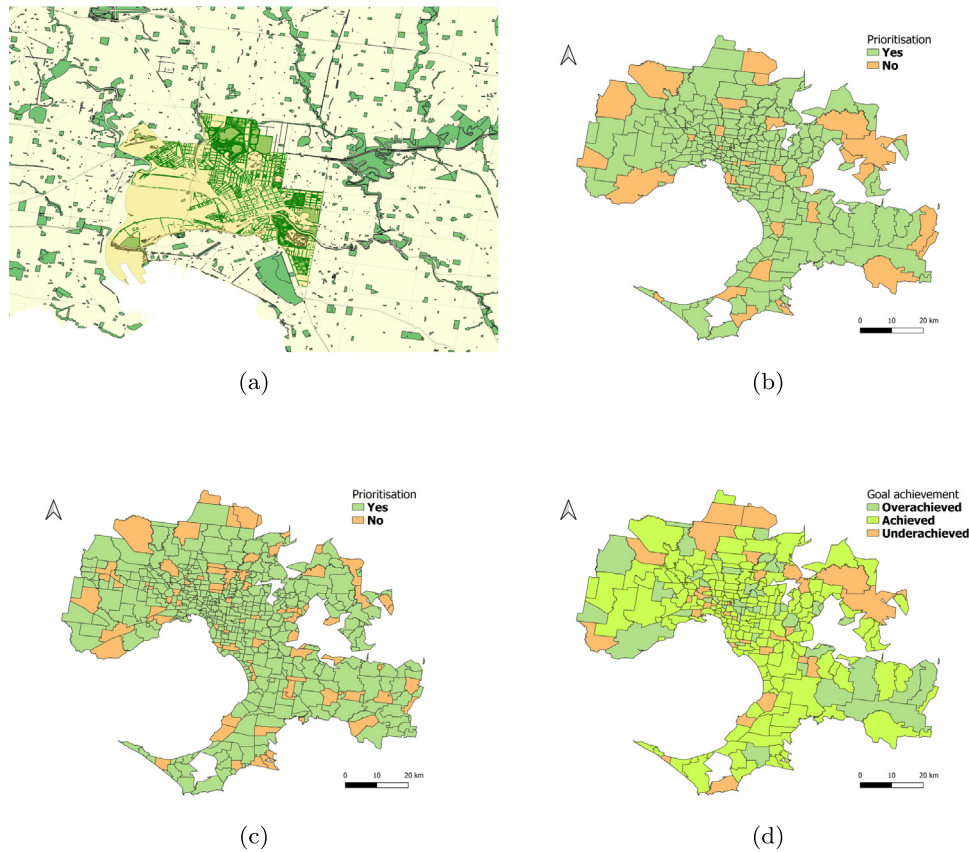 Prioritisation
Yes
No
0 10 20 km
(a)
(b)
Prioritisation
Yes
No
0 10 20 km
Goal achievement
Overachieved
Achieved
Underachieved
0 10 20 km
(c)
(d)